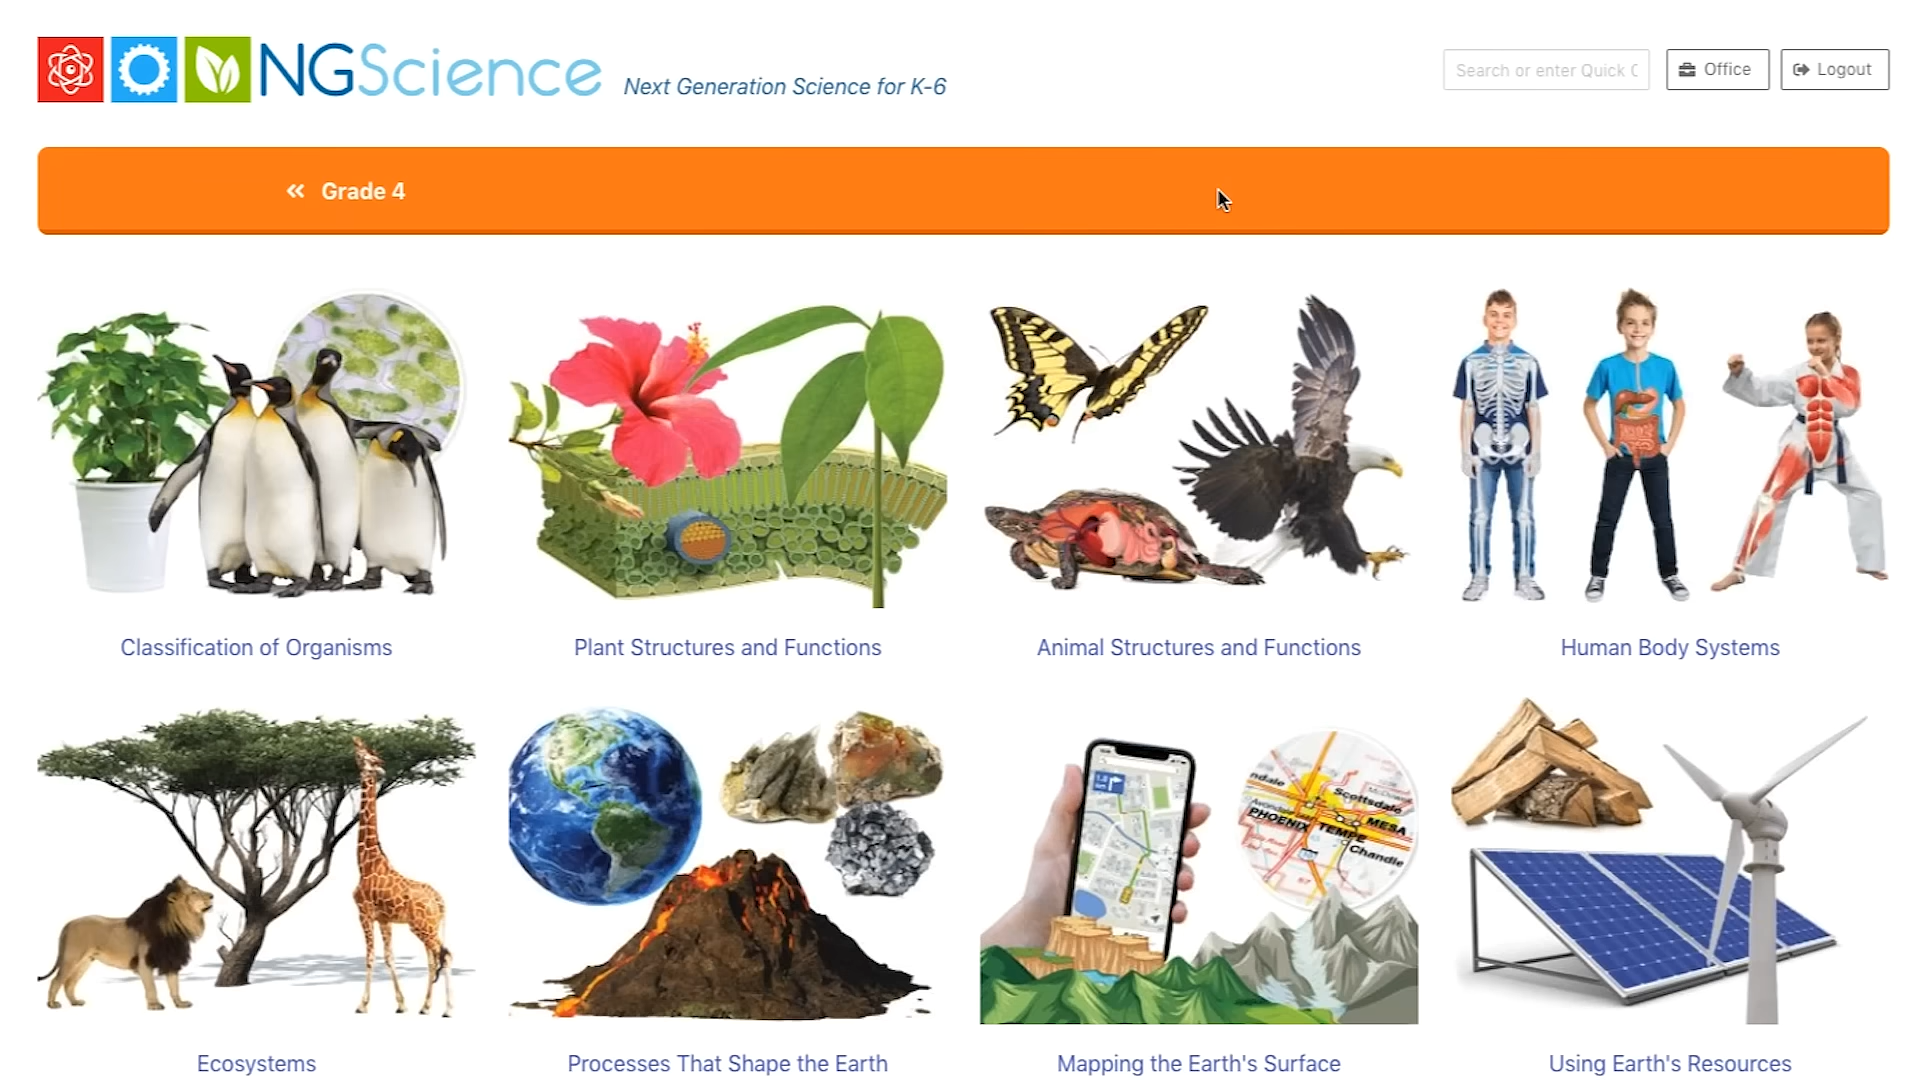 NGScience
Next Generation Science for K-6
Search or enter Quick C
Office
Logout
« Grade 4
Classification of Organisms
Plant Structures and Functions
Animal Structures and Functions
Human Body Systems
Scottsdale
PHOENIX
TEMPE
MESA
Chandle
Ecosystems
Processes That Shape the Earth
Mapping the Earth's Surface
Using Earth's Resources